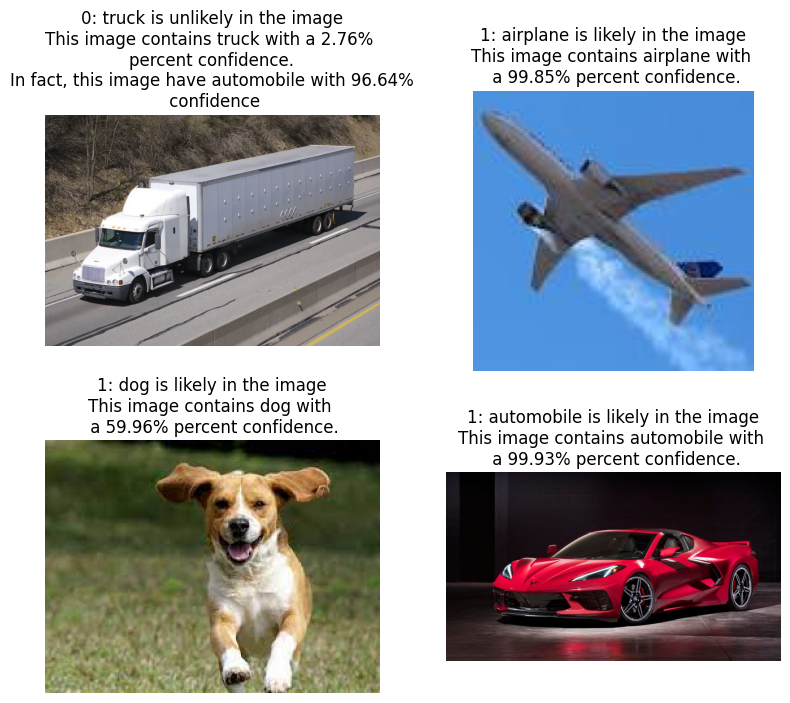 0: truck is unlikely in the image
This image contains truck with a 2.76%
percent confidence.
In fact, this image have automobile with 96.64%
confidence
1: airplane is likely in the image
This image contains airplane with
a 99.85% percent confidence.
1: dog is likely in the image
This image contains dog with
a 59.96% percent confidence.
1: automobile is likely in the image
This image contains automobile with
a 99.93% percent confidence.